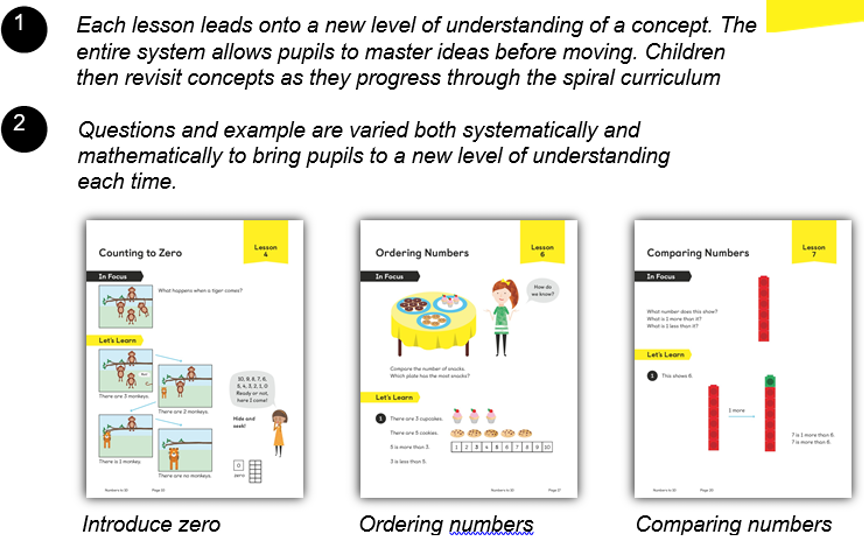 1
Each lesson leads onto a new level of understanding of a concept. The
entire system allows pupils to master ideas before moving. Children
then revisit concepts as they progress through the spiral curriculum
2
Questions and example are varied both systematically and
mathematically to bring pupils to a new level of understanding
each time.
Counting to Zero
Lesson
4
In Focus
What happens when a tiger comes?
Let's Learn
There are 3 monkeys.
There are 2 monkeys.
There is 1 monkey.
There are no monkeys.
10, 9, 8, 7, 6,
5, 4, 3, 2, 1, 0
Ready or not,
here I come!
Hide and
seek!
0
zero
Numbers to 10
Ordering Numbers
Lesson
6
In Focus
How do
we know?
Compare the number of snacks.
Which plate has the most snacks?
Let's Learn
1
There are 3 cupcakes.
There are 5 cookies.
5 is more than 3.
1 2 3 4 5 6 7 8 9 10
3 is less than 5.
Numbers to 10
Comparing Numbers
Lesson
7
In Focus
What number does this show?
What is 1 more than it?
What is 1 less than it?
Let's Learn
1
This shows 6.
1 more
7 is 1 more than 6.
7 is more than 6.
Numbers to 10
Introduce zero
Ordering numbers
Comparing numbers